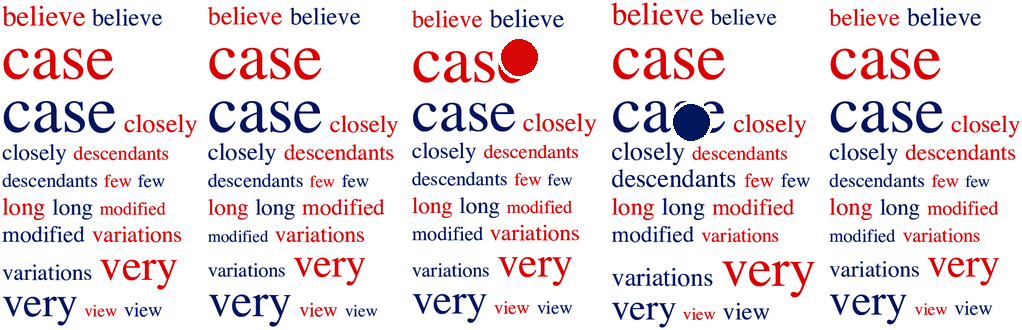 believe believe
case
case closely
closely descendants
descendants few few
long long modified
modified variations
variations very
very view view
believe believe
case
case closely
closely descendants
descendants few few
long long modified
modified variations
variations very
very view view
believe believe
case
case closely
closely descendants
descendants few few
long long modified
modified variations
variations very
very view view
believe believe
case
case closely
closely descendants
descendants few few
long long modified
modified variations
variations very
very view view
believe believe
case
case closely
closely descendants
descendants few few
long long modified
modified variations
variations very
very view view